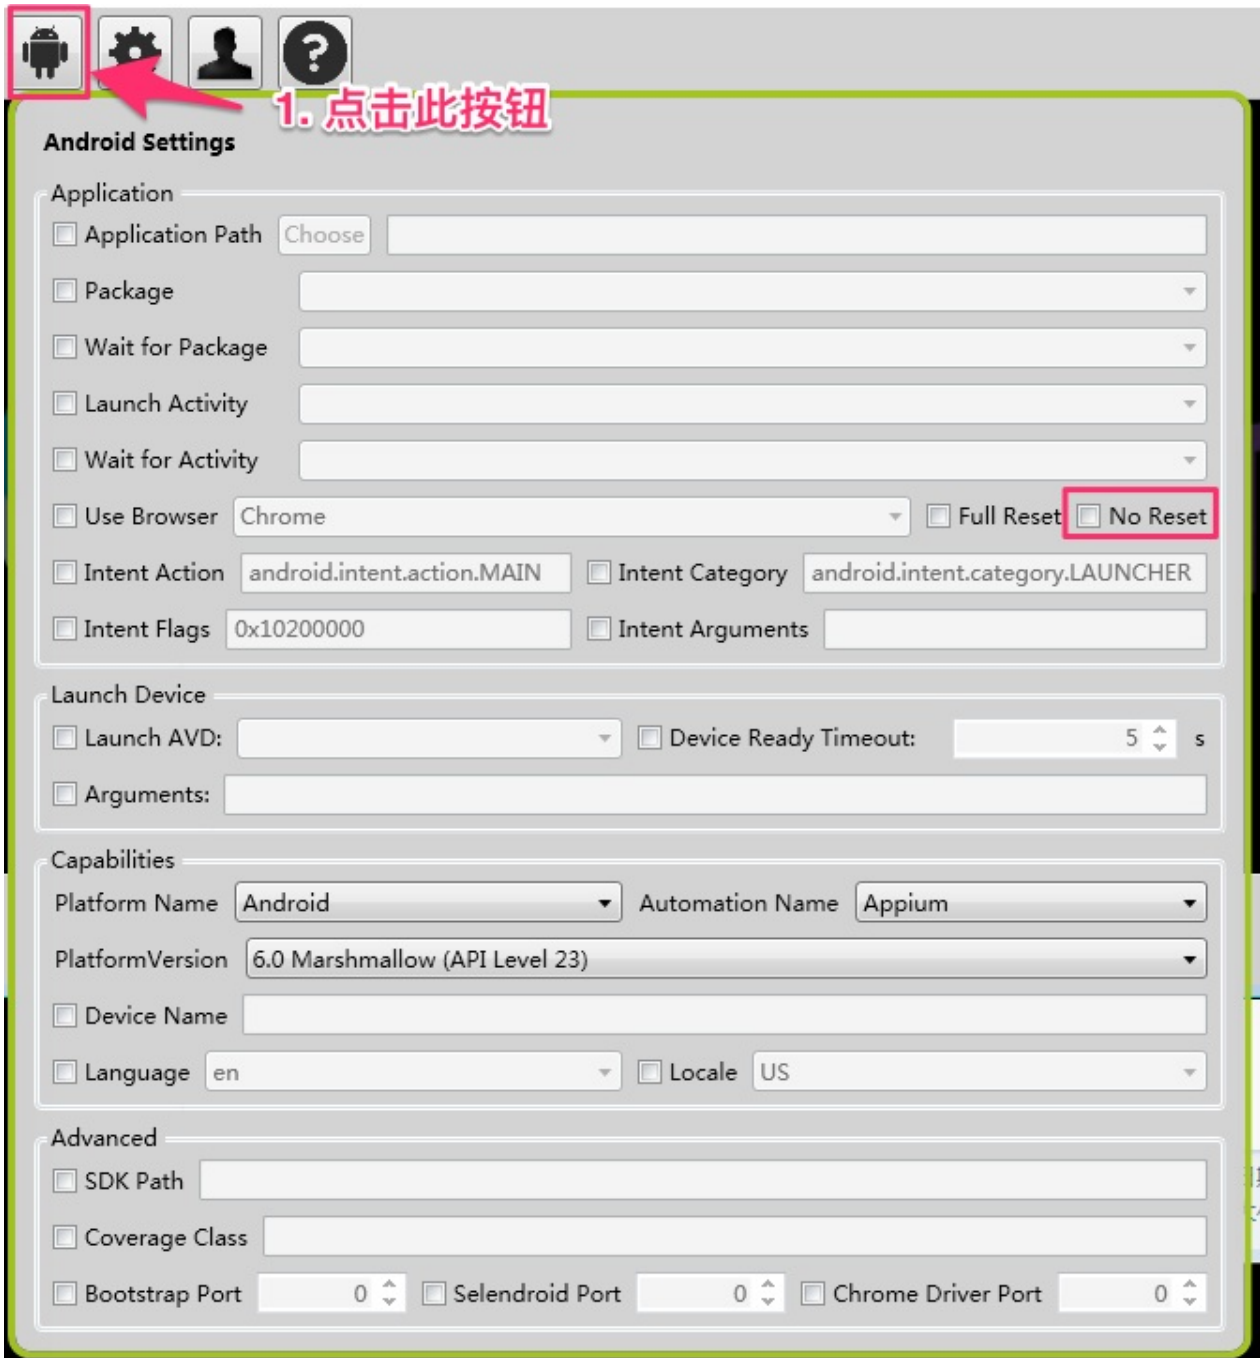 1. 点击此按钮
Android Settings
Application
Application Path Choose
Package
Wait for Package
Launch Activity
Wait for Activity
Use Browser Chrome Full Reset No Reset
Intent Action android.intent.action.MAIN Intent Category android.intent.category.LAUNCHER
Intent Flags 0x10200000 Intent Arguments
Launch Device
Launch AVD: Device Ready Timeout: 5 s
Arguments:
Capabilities
Platform Name Android Automation Name Appium
PlatformVersion 6.0 Marshmallow (API Level 23)
Device Name
Language en Locale US
Advanced
SDK Path
Coverage Class
Bootstrap Port 0 Selendroid Port 0 Chrome Driver Port 0